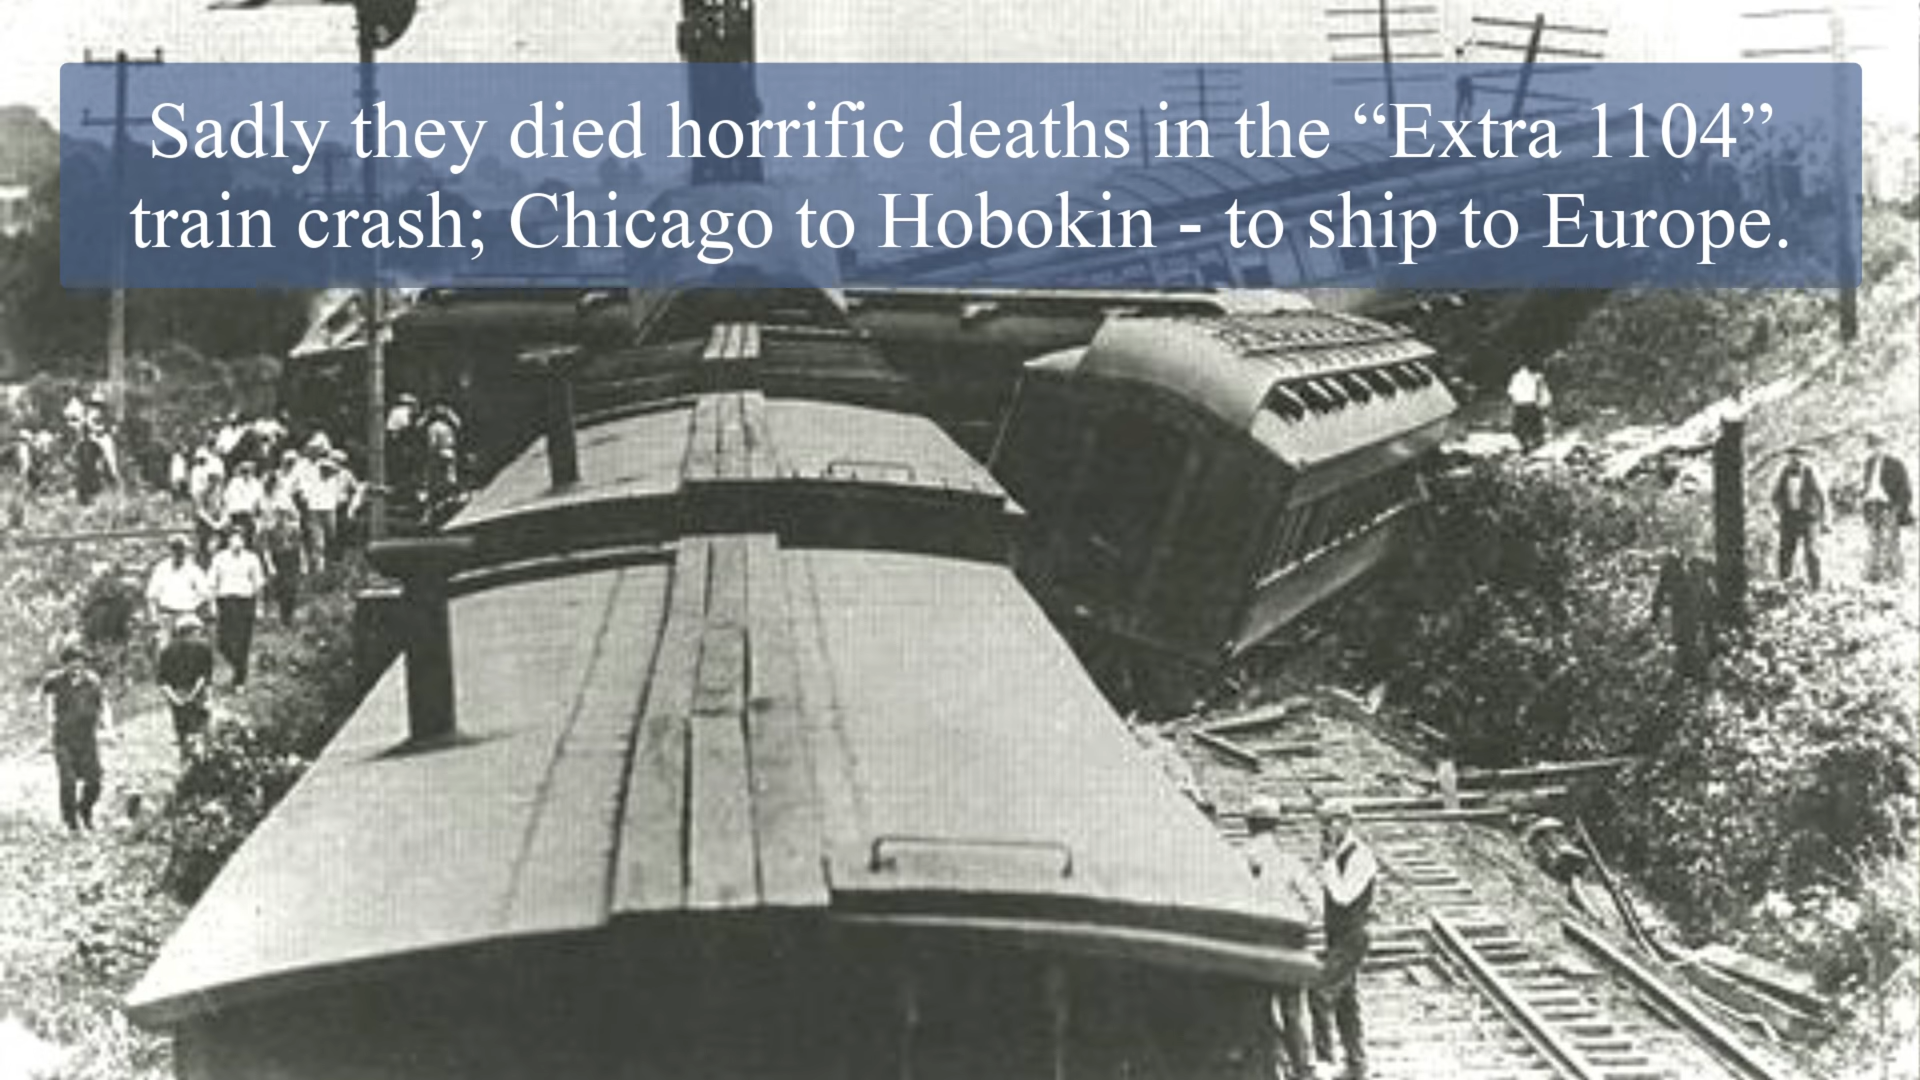 Sadly they died horrific deaths in the “Extra 1104”
train crash; Chicago to Hobokin - to ship to Europe.